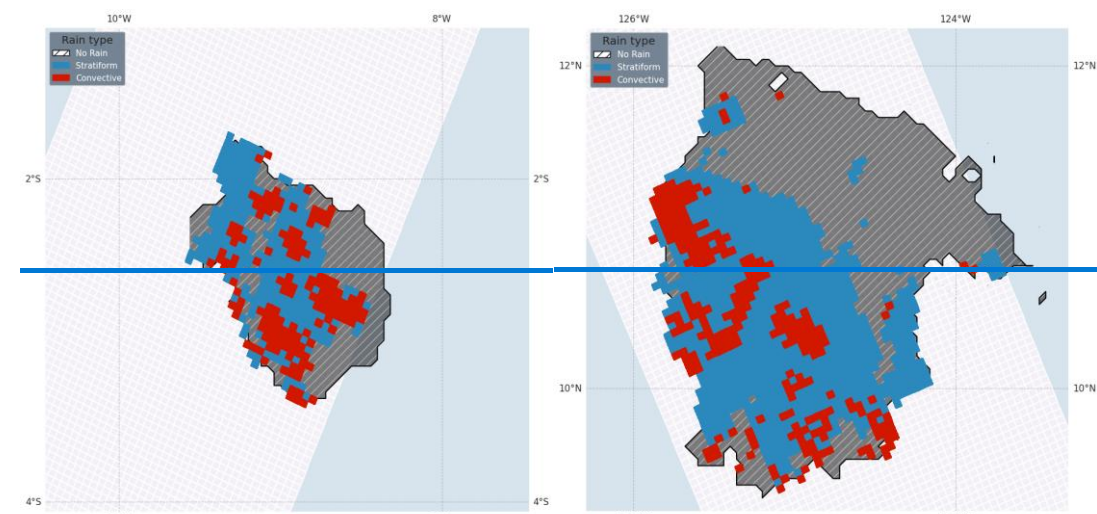 10°W
8°W
Rain type
No Rain
Stratiform
Convective
2°S
2°S
4°S
4°S
126°W
124°W
Rain type
No Rain
Stratiform
Convective
12°N
12°N
10°N
10°N